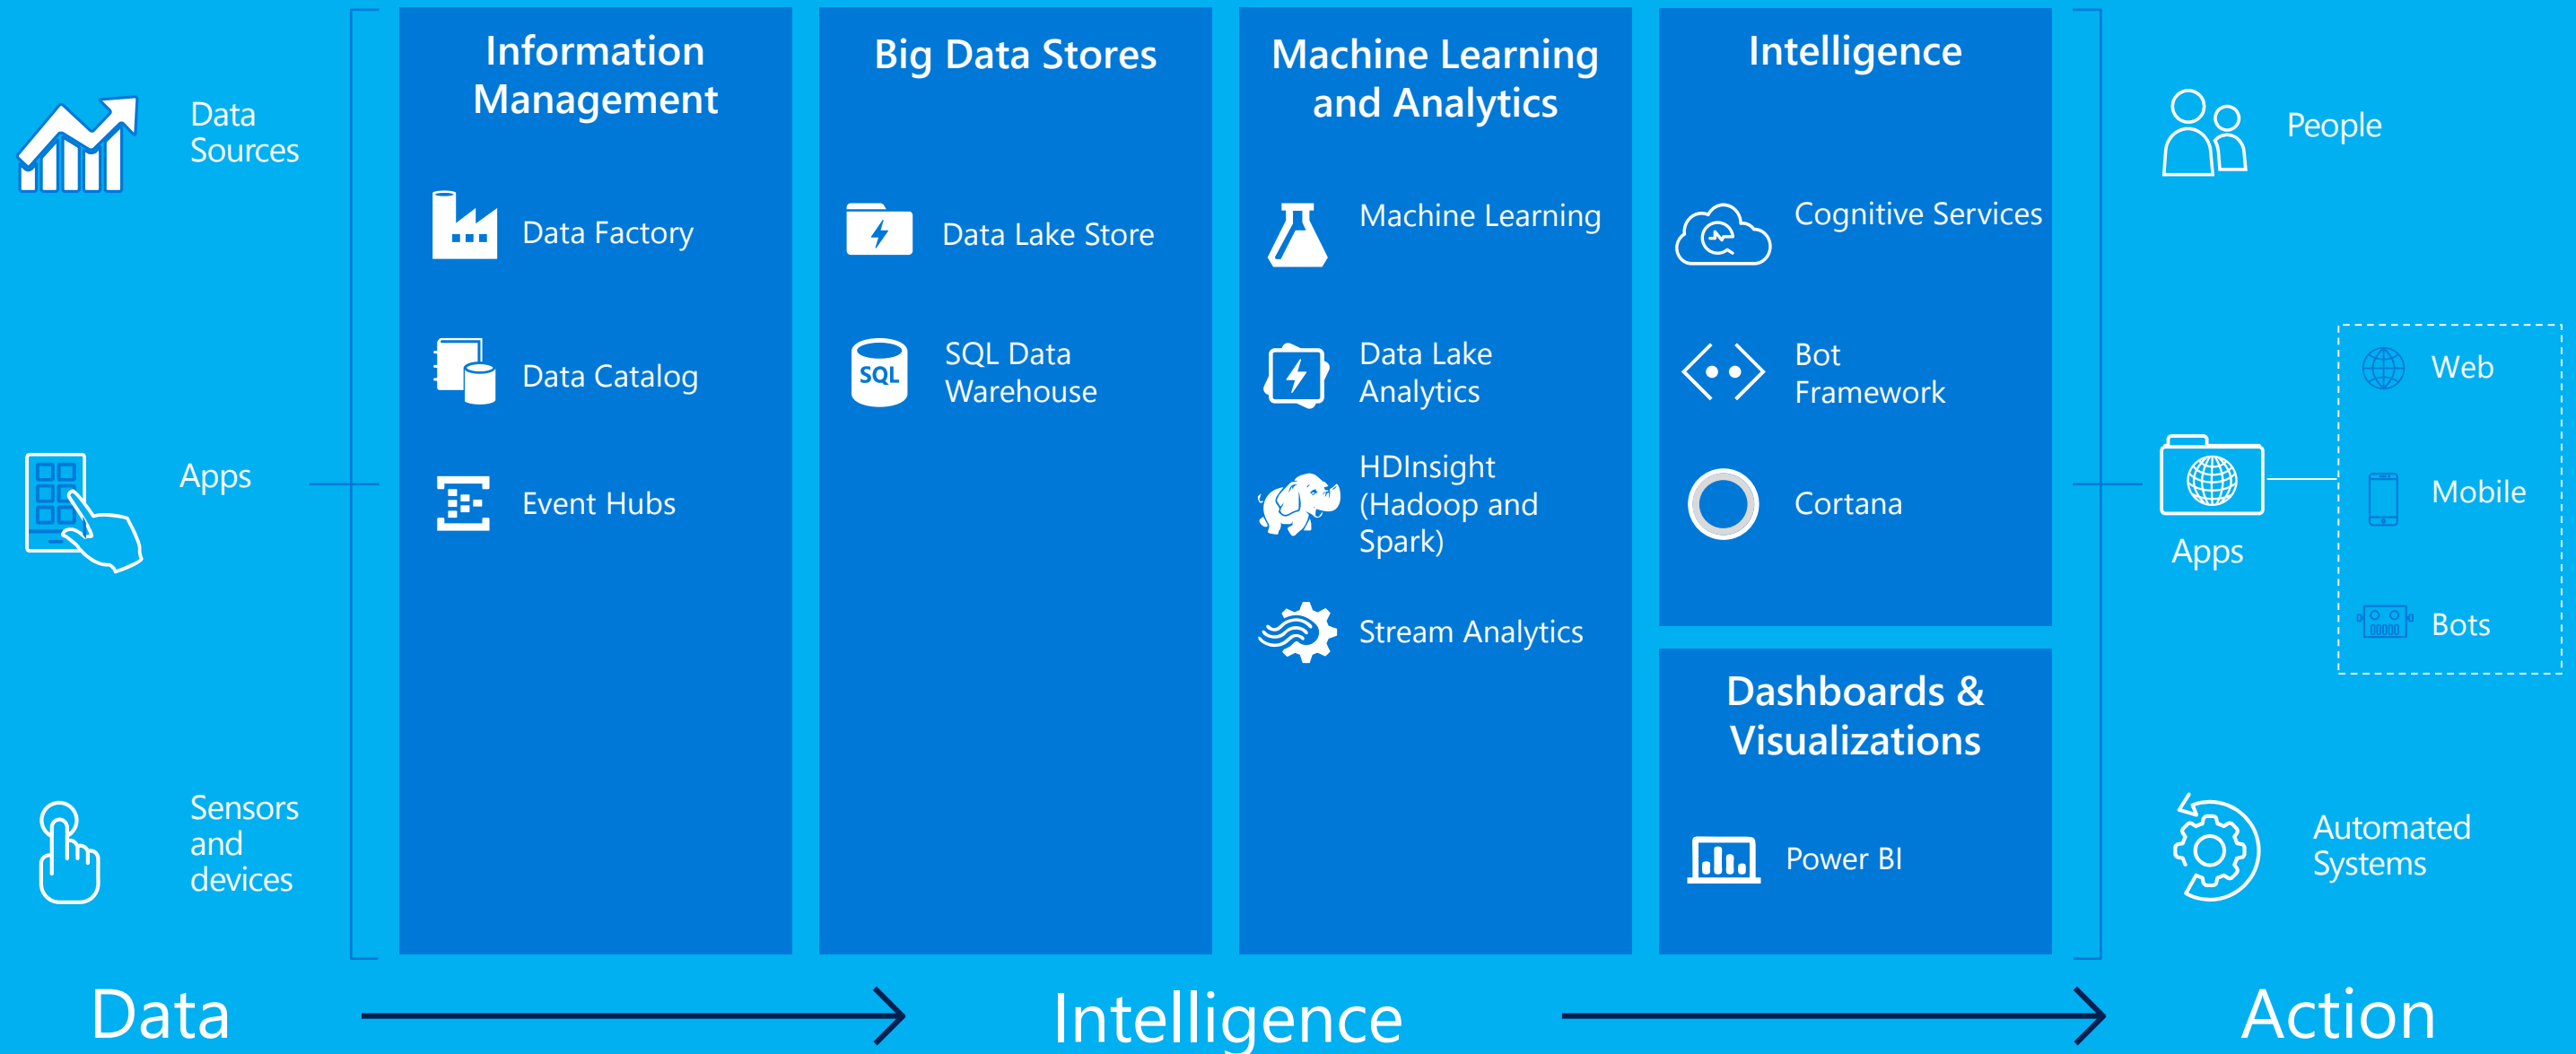 Data
Sources
Apps
Sensors
and
devices
Information
Management
Data Factory
Data Catalog
Event Hubs
Big Data Stores
Data Lake Store
SQL
SQL Data
Warehouse
Machine Learning
and Analytics
Machine Learning
Data Lake
Analytics
HDInsight
(Hadoop and
Spark)
Stream Analytics
Intelligence
Cognitive Services
Bot
Framework
Cortana
Dashboards &
Visualizations
Power BI
People
Apps
Web
Mobile
Bots
Automated
Systems
Data
Intelligence
Action